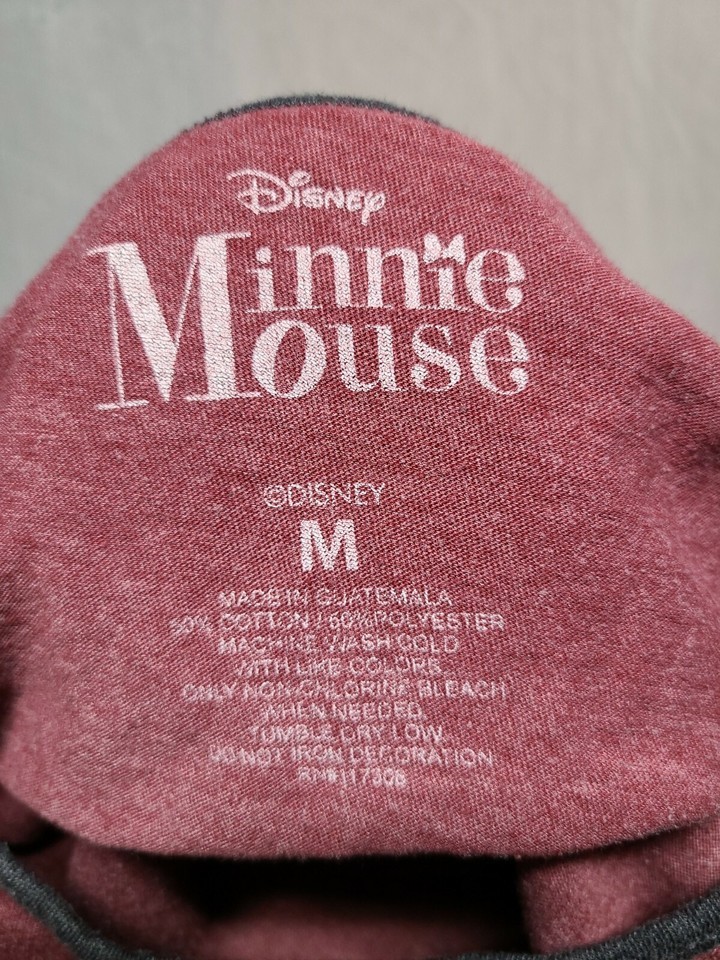 Disney
Minnie
Mouse
©DISNEY
M
MADE IN GUATEMALA
COTTON / 50% POLYESTER
MACHINE WASH COLD
WITH LIKE COLORS
ONLY NON-CHLORINE BLEACH
WHEN NEEDED
TUMBLE DRY LOW
DO NOT IRON DECORATION